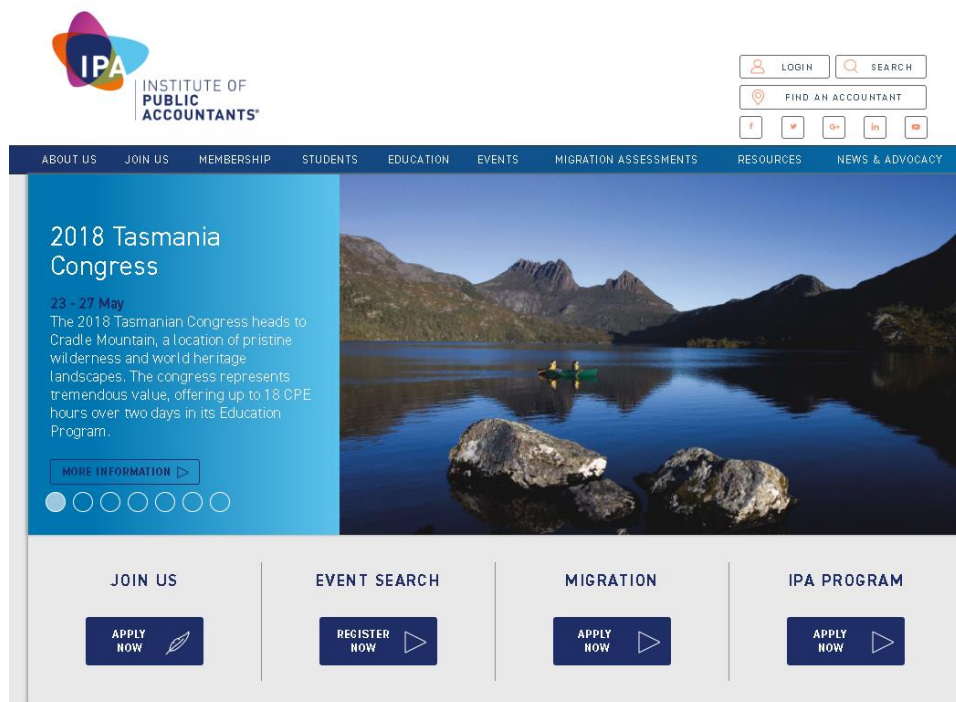 IPA
INSTITUTE OF
PUBLIC
ACCOUNTANTS®
LOGIN
SEARCH
FIND AN ACCOUNTANT
f
G+
in
ABOUT US
JOIN US
MEMBERSHIP
STUDENTS
EDUCATION
EVENTS
MIGRATION ASSESSMENTS
RESOURCES
NEWS & ADVOCACY
2018 Tasmania
Congress
23 - 27 May
The 2018 Tasmanian Congress heads to
Cradle Mountain, a location of pristine
wilderness and world heritage
landscapes. The congress represents
tremendous value, offering up to 18 CPE
hours over two days in its Education
Program.
MORE INFORMATION
JOIN US
APPLY
NOW
EVENT SEARCH
REGISTER
NOW
MIGRATION
APPLY
NOW
IPA PROGRAM
APPLY
NOW